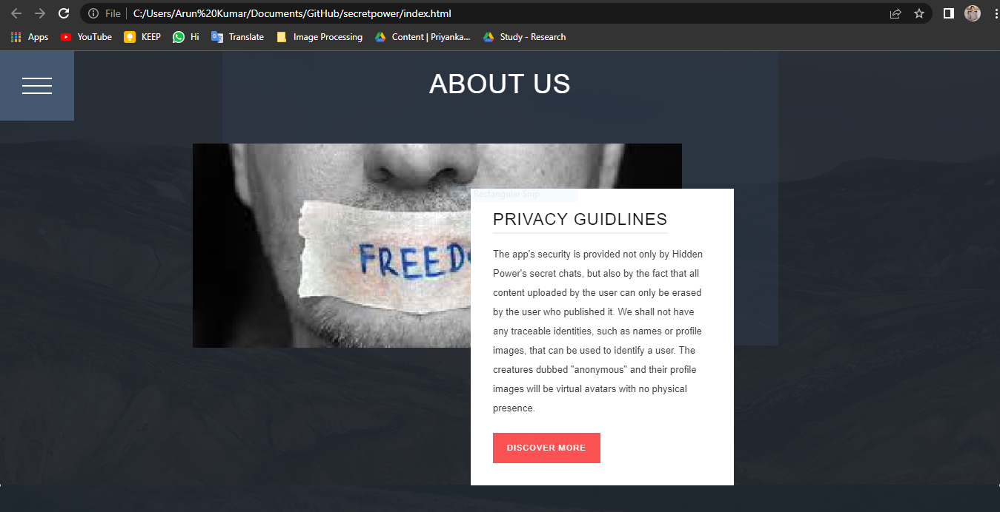 File | C:/Users/Arun%20Kumar/Documents/GitHub/secretpower/index.html
Apps YouTube KEEP Hi Translate Image Processing Content | Priyanka... Study - Research
ABOUT US
FREED
Rectangular Snip
PRIVACY GUIDLINES
The app's security is provided not only by Hidden
Power's secret chats, but also by the fact that all
content uploaded by the user can only be erased
by the user who published it. We shall not have
any traceable identities, such as names or profile
images, that can be used to identify a user. The
creatures dubbed "anonymous" and their profile
images will be virtual avatars with no physical
presence.
DISCOVER MORE